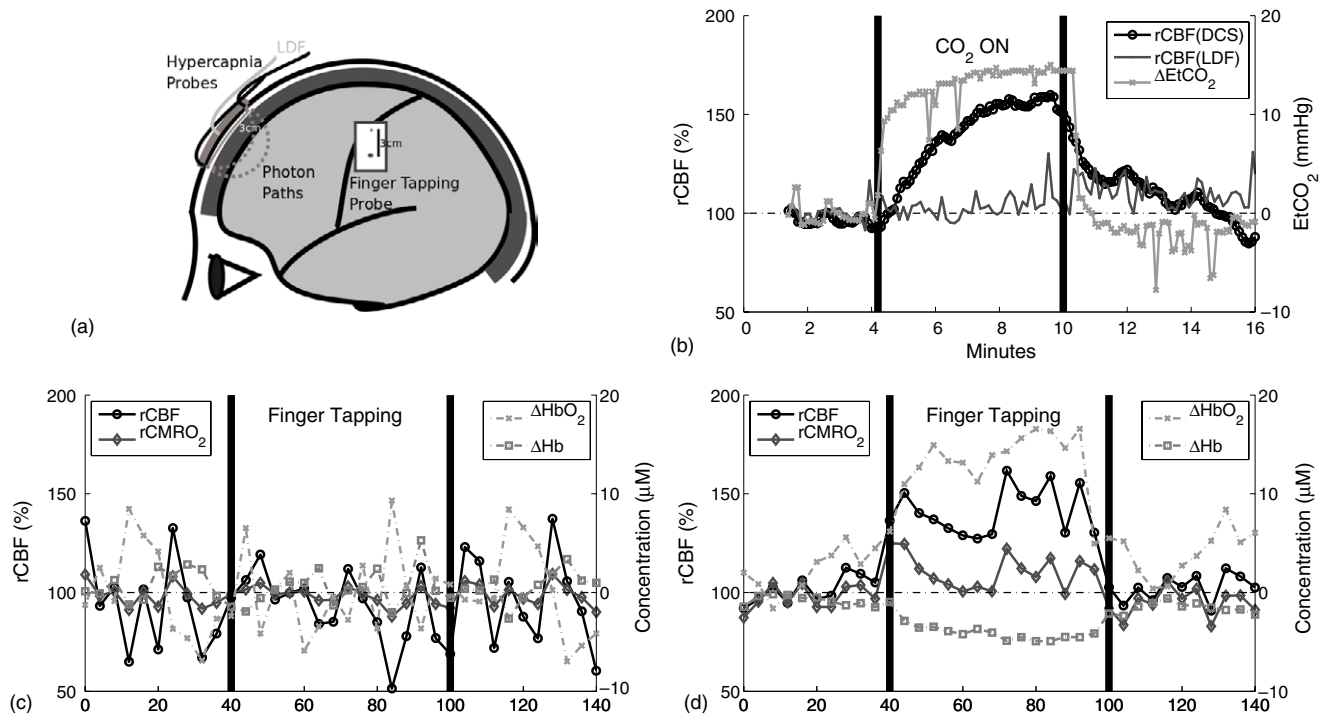 LDF
Hypercapnia
Probes
3cm
3cm
Photon
Paths
Finger Tapping
Probe
(a)
200
150
100
50
rCBF (%)
CO2 ON
rCBF(DCS)
rCBF(LDF)
ΔEtCO2
20
10
0
−10
EtCO2 (mmHg)
0 2 4 6 8 10 12 14 16
Minutes
(b)
200
150
100
50
rCBF (%)
rCBF
rCMRO2
Finger Tapping
ΔHbO2
ΔHb
20
10
0
−10
Concentration (μM)
0 20 40 60 80 100 120 140
(c)
200
150
100
50
rCBF (%)
rCBF
rCMRO2
Finger Tapping
ΔHbO2
ΔHb
20
10
0
−10
Concentration (μM)
0 20 40 60 80 100 120 140
(d)